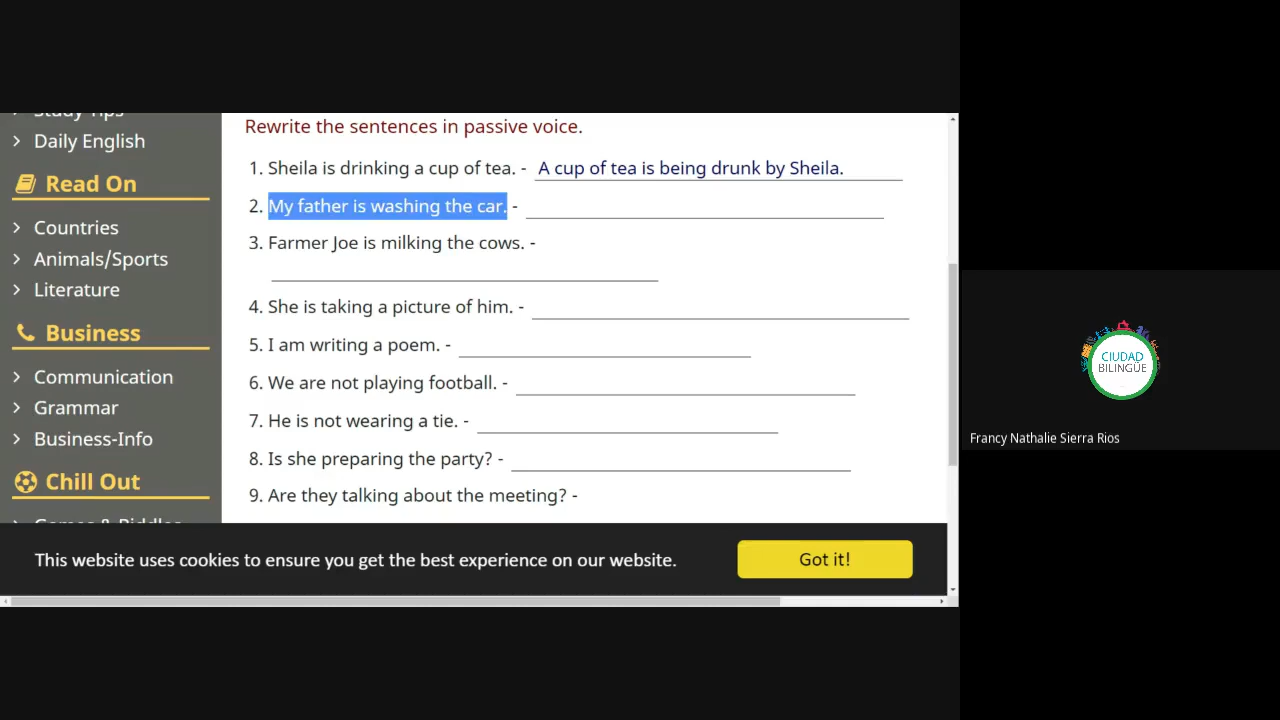 Study Tips
Daily English
Read On
Countries
Animals/Sports
Literature
Business
Communication
Grammar
Business-Info
Chill Out
Games & Riddles
Rewrite the sentences in passive voice.
1. Sheila is drinking a cup of tea. - A cup of tea is being drunk by Sheila.
2. My father is washing the car. -
3. Farmer Joe is milking the cows. -
4. She is taking a picture of him. -
5. I am writing a poem. -
6. We are not playing football. -
7. He is not wearing a tie. -
8. Is she preparing the party? -
9. Are they talking about the meeting? -
This website uses cookies to ensure you get the best experience on our website.
Got it!
CIUDAD
BILINGÜE
Francy Nathalie Sierra Rios